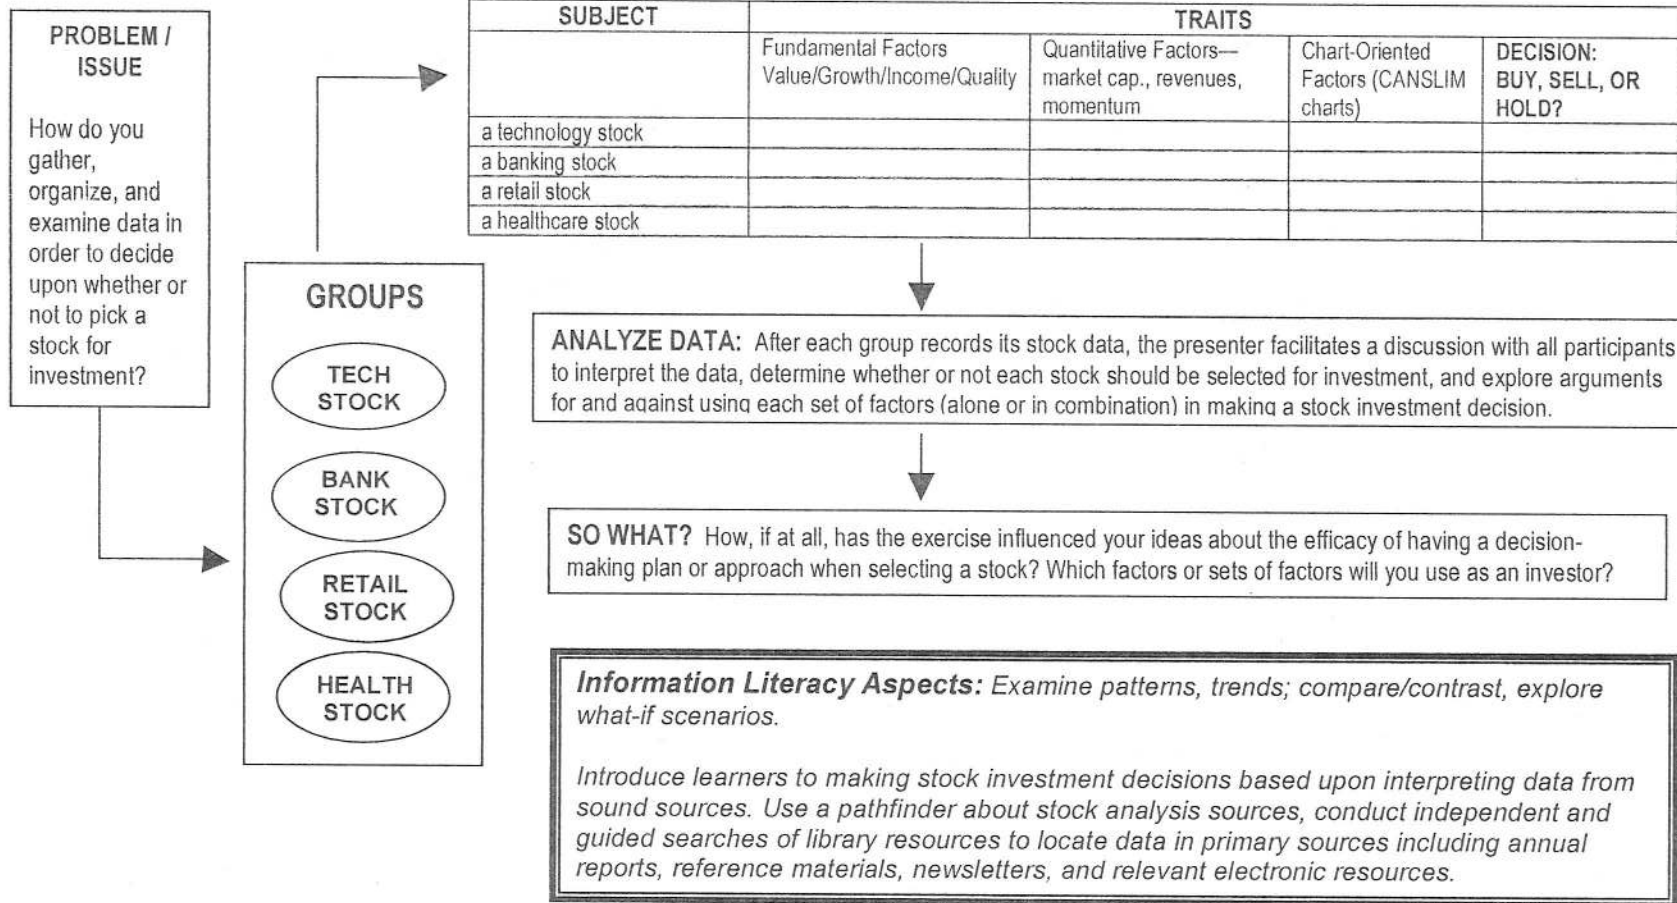 PROBLEM /
ISSUE
How do you
gather,
organize, and
examine data in
order to decide
upon whether or
not to pick a
stock for
investment?
GROUPS
TECH
STOCK
BANK
STOCK
RETAIL
STOCK
HEALTH
STOCK
SUBJECT
TRAITS
Fundamental Factors
Value/Growth/Income/Quality
Quantitative Factors—
market cap., revenues,
momentum
Chart-Oriented
Factors (CANSLIM
charts)
DECISION:
BUY, SELL, OR
HOLD?
a technology stock
a banking stock
a retail stock
a healthcare stock
ANALYZE DATA: After each group records its stock data, the presenter facilitates a discussion with all participants
to interpret the data, determine whether or not each stock should be selected for investment, and explore arguments
for and against using each set of factors (alone or in combination) in making a stock investment decision.
SO WHAT? How, if at all, has the exercise influenced your ideas about the efficacy of having a decision-
making plan or approach when selecting a stock? Which factors or sets of factors will you use as an investor?
Information Literacy Aspects: Examine patterns, trends; compare/contrast, explore
what-if scenarios.
Introduce learners to making stock investment decisions based upon interpreting data from
sound sources. Use a pathfinder about stock analysis sources, conduct independent and
guided searches of library resources to locate data in primary sources including annual
reports, reference materials, newsletters, and relevant electronic resources.